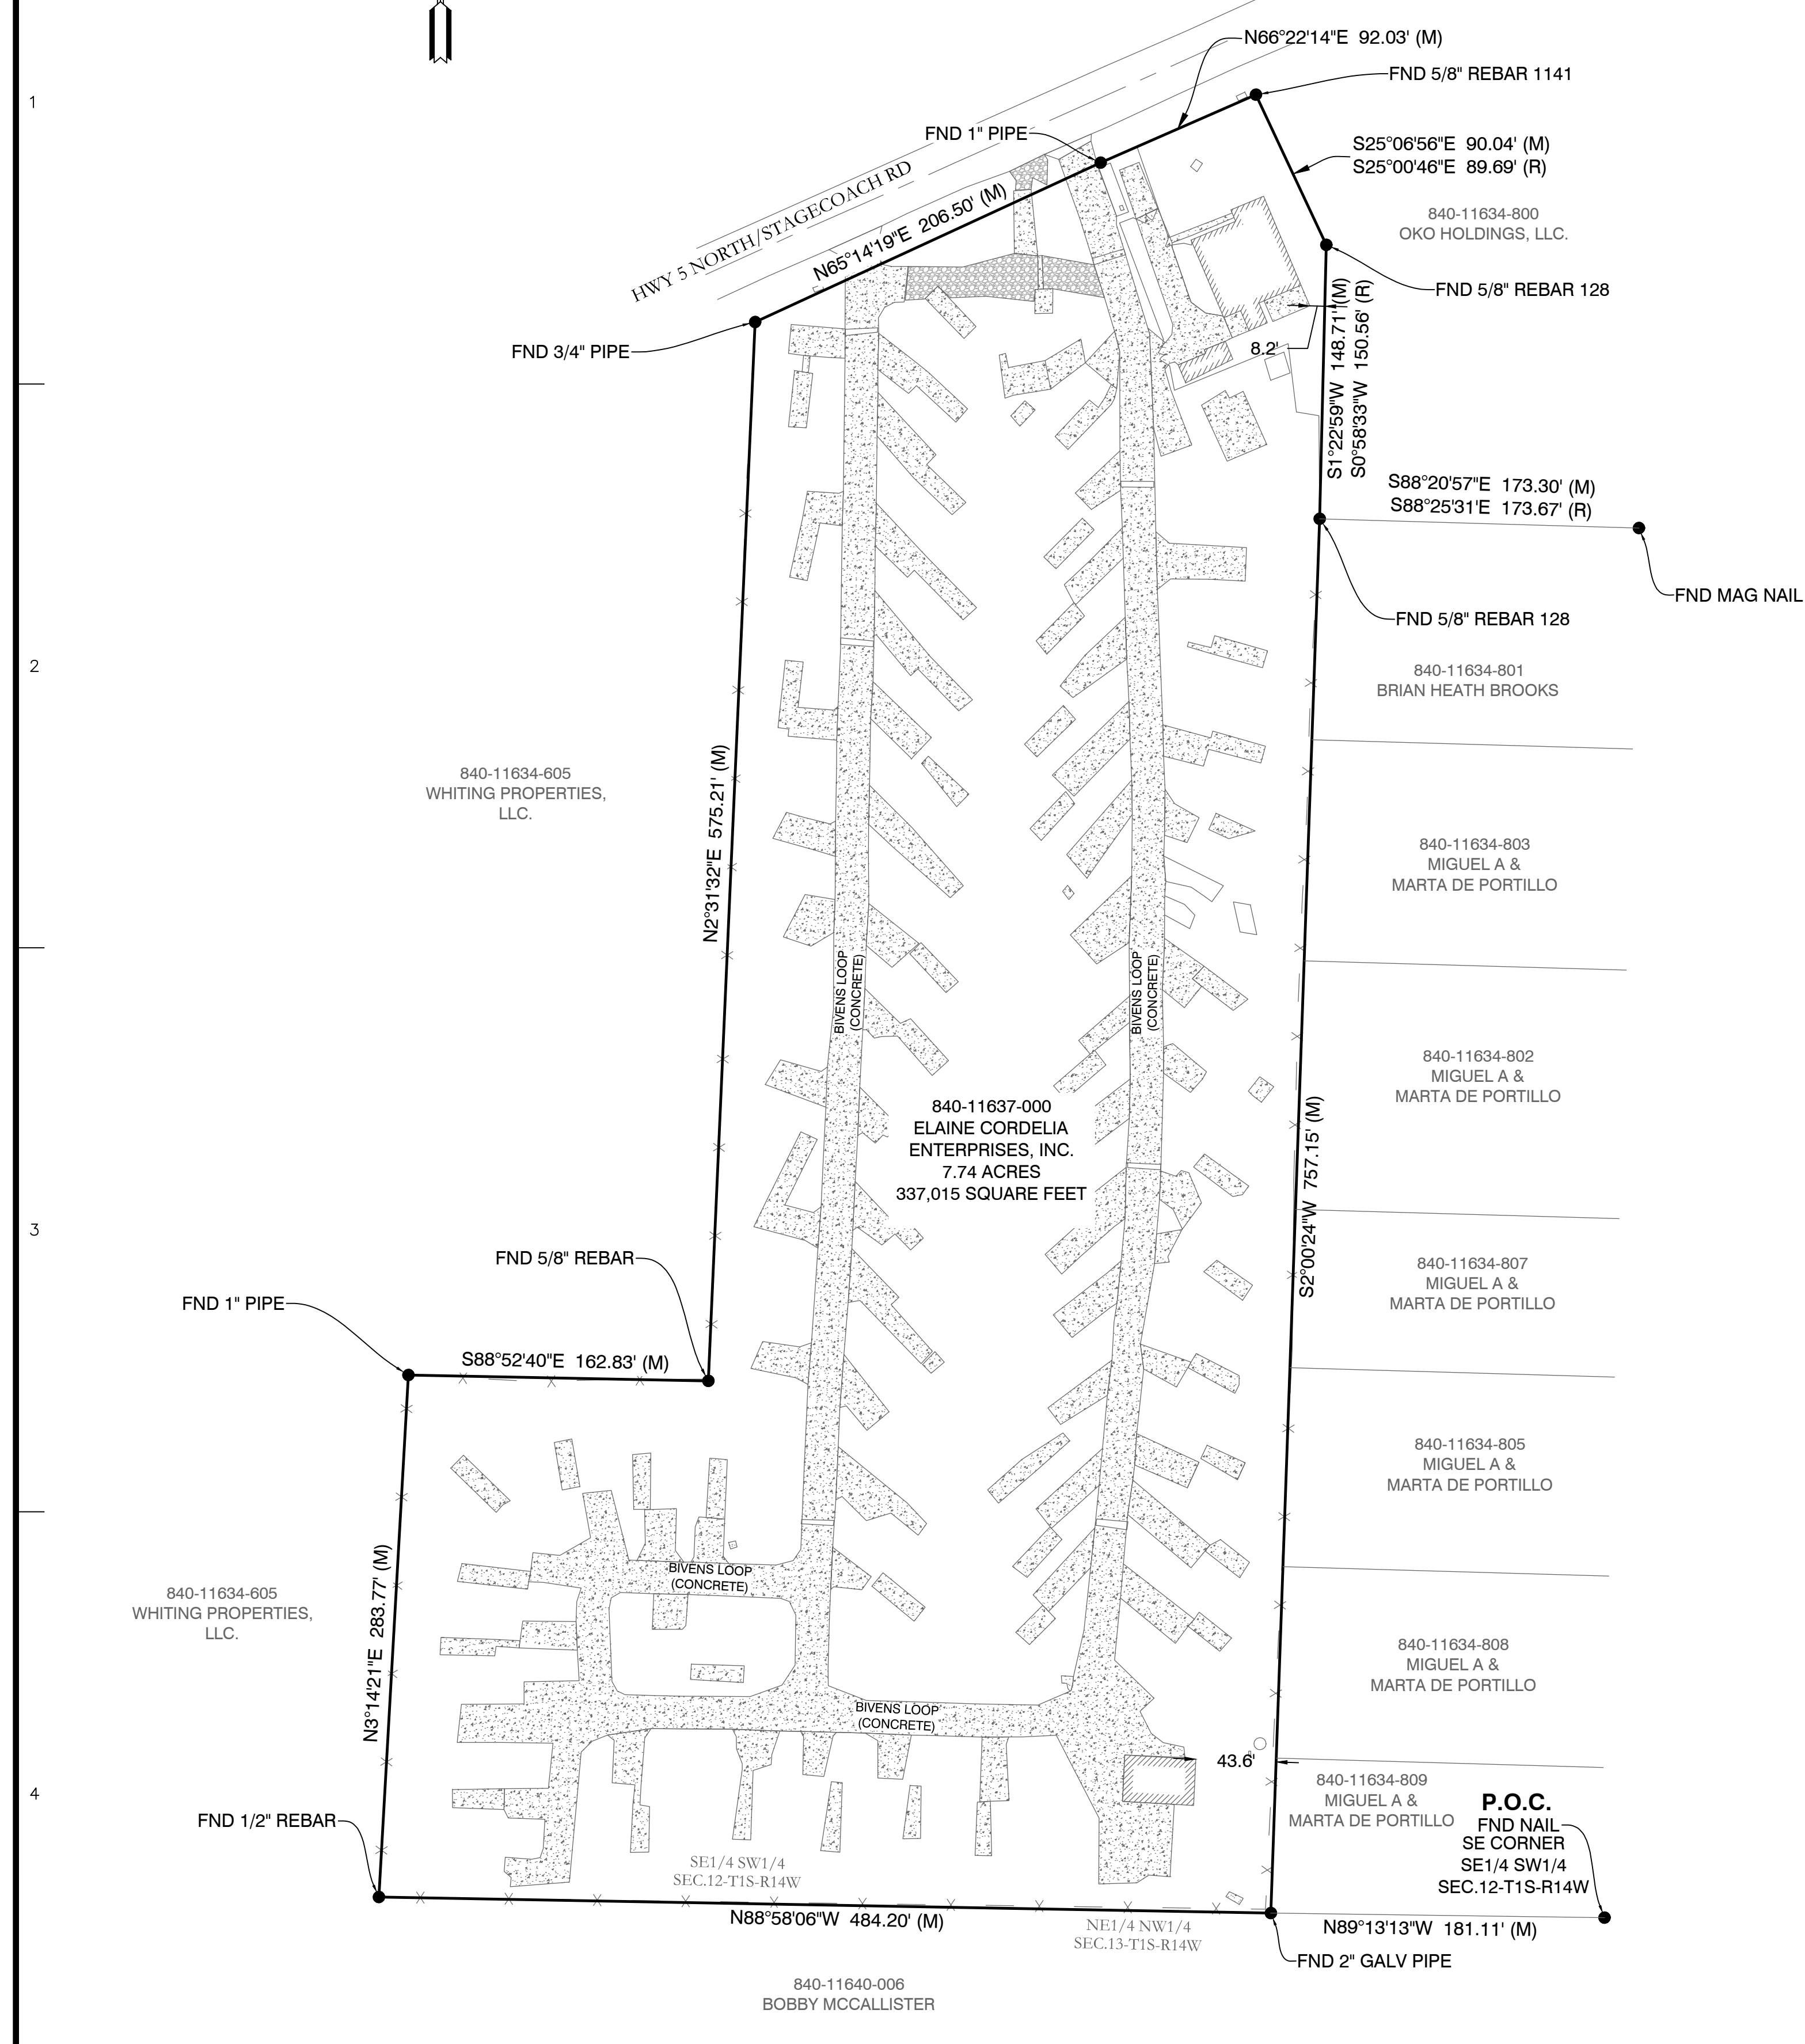 N66°22'14"E 92.03' (M)
FND 5/8" REBAR 1141
1
FND 1" PIPE
S25°06'56"E 90.04' (M)
S25°00'46"E 89.69' (R)
HWY 5 NORTH/STAGECOACH RD
N65°14'19"E 206.50' (M)
840-11634-800
OKO HOLDINGS, LLC.
FND 5/8" REBAR 128
FND 3/4" PIPE
8.2'
S1°22'59"W 148.71' (M)
S0°58'33"W 150.56' (R)
S88°20'57"E 173.30' (M)
S88°25'31'E 173.67' (R)
FND MAG NAIL
FND 5/8" REBAR 128
2
840-11634-801
BRIAN HEATH BROOKS
840-11634-605
WHITING PROPERTIES,
LLC.
N2°31'32"E 575.21' (M)
840-11634-803
MIGUEL A &
MARTA DE PORTILLO
BIVENS LOOP
(CONCRETE)
BIVENS LOOP
(CONCRETE)
840-11634-802
MIGUEL A &
MARTA DE PORTILLO
840-11637-000
ELAINE CORDELIA
ENTERPRISES, INC.
7.74 ACRES
337,015 SQUARE FEET
S2°00'24"W 757.15' (M)
3
FND 5/8" REBAR
840-11634-807
MIGUEL A &
MARTA DE PORTILLO
FND 1" PIPE
S88°52'40"E 162.83' (M)
840-11634-805
MIGUEL A &
MARTA DE PORTILLO
N3°14'21"E 283.77' (M)
BIVENS LOOP
(CONCRETE)
840-11634-605
WHITING PROPERTIES,
LLC.
840-11634-808
MIGUEL A &
MARTA DE PORTILLO
BIVENS LOOP
(CONCRETE)
43.6'
4
840-11634-809
MIGUEL A &
MARTA DE PORTILLO
P.O.C.
FND NAIL
SE CORNER
SE1/4 SW1/4
SEC.12-T1S-R14W
FND 1/2" REBAR
SE1/4 SW1/4
SEC.12-T1S-R14W
N88°58'06"W 484.20' (M)
NE1/4 NW1/4
SEC.13-T1S-R14W
N89°13'13"W 181.11' (M)
FND 2" GALV PIPE
840-11640-006
BOBBY MCCALLISTER